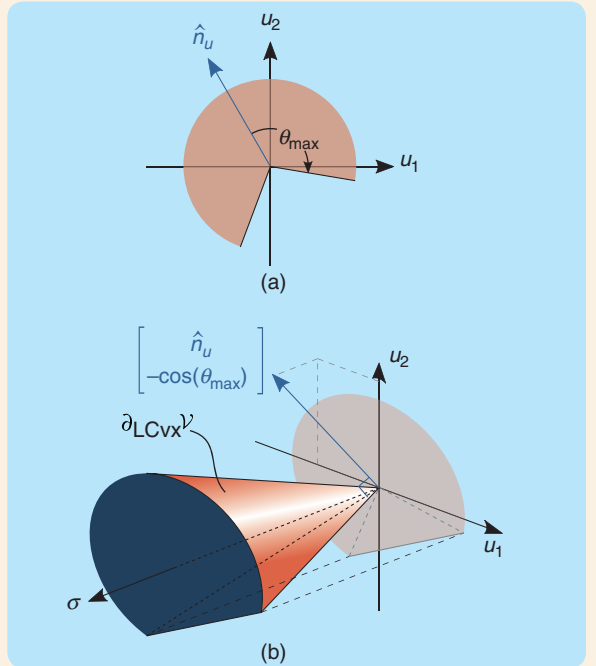 u₂
n̂ᵤ
θmax
u₁
(a)
[ n̂ᵤ
–cos(θmax) ]
u₂
∂LCvx𝒱
u₁
σ
(b)